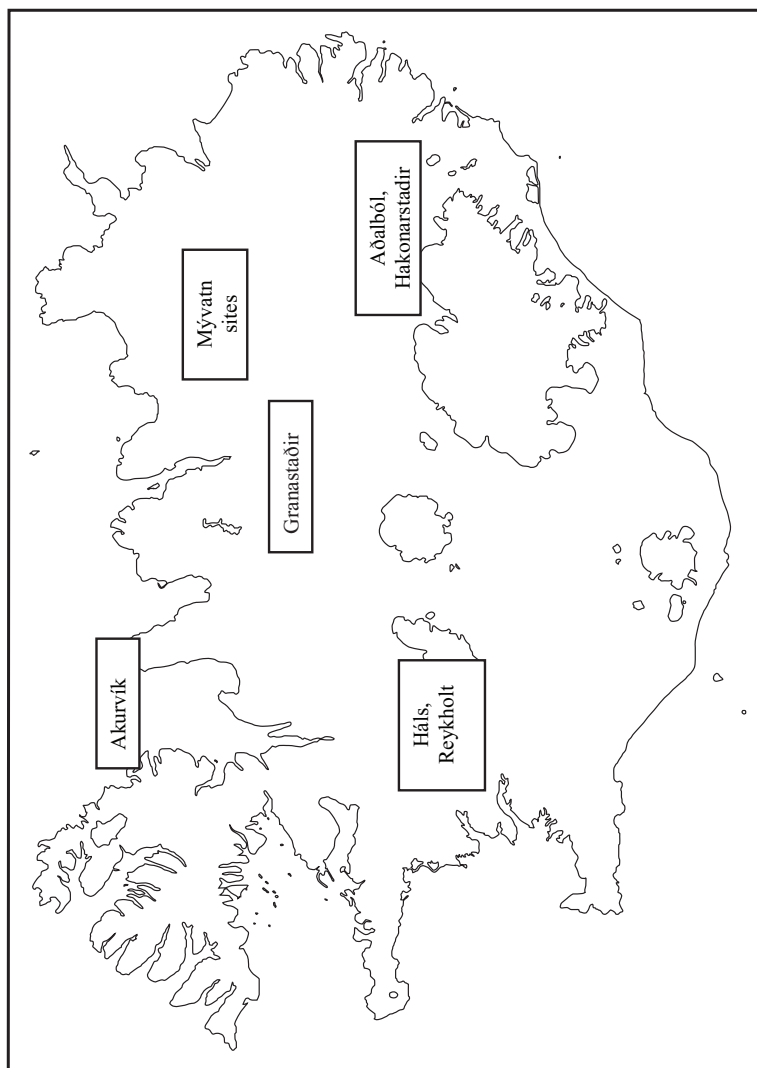 Akurvík
Mývatn
sites
Granastaðir
Aðalból,
Hakonarstadir
Háls,
Reykholt